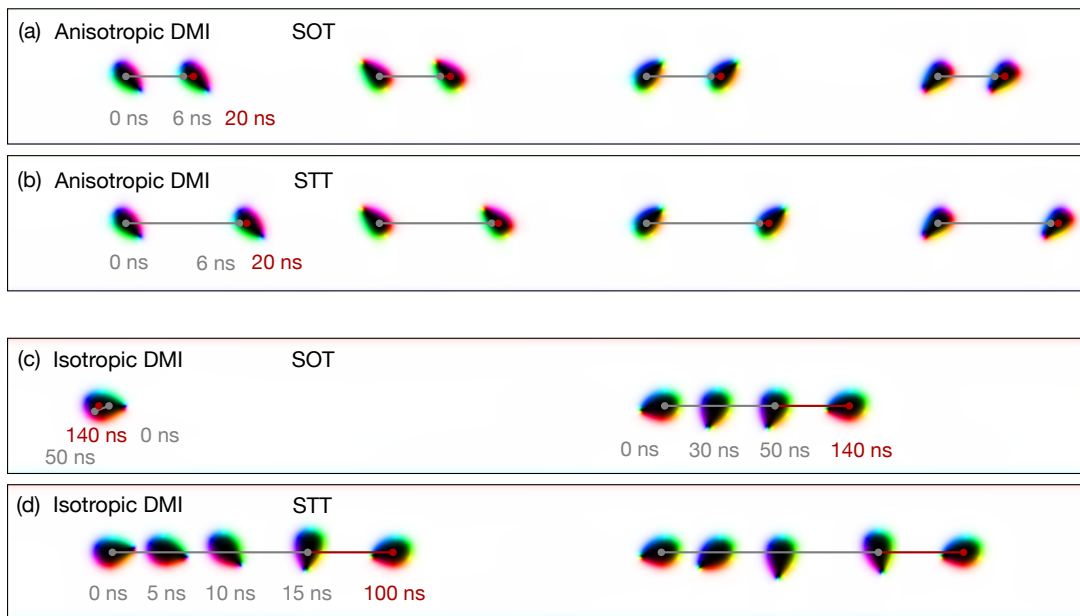 (a) Anisotropic DMI SOT
0 ns 6 ns 20 ns
(b) Anisotropic DMI STT
0 ns 6 ns 20 ns
(c) Isotropic DMI SOT
140 ns 0 ns
50 ns
0 ns 30 ns 50 ns 140 ns
(d) Isotropic DMI STT
0 ns 5 ns 10 ns 15 ns 100 ns